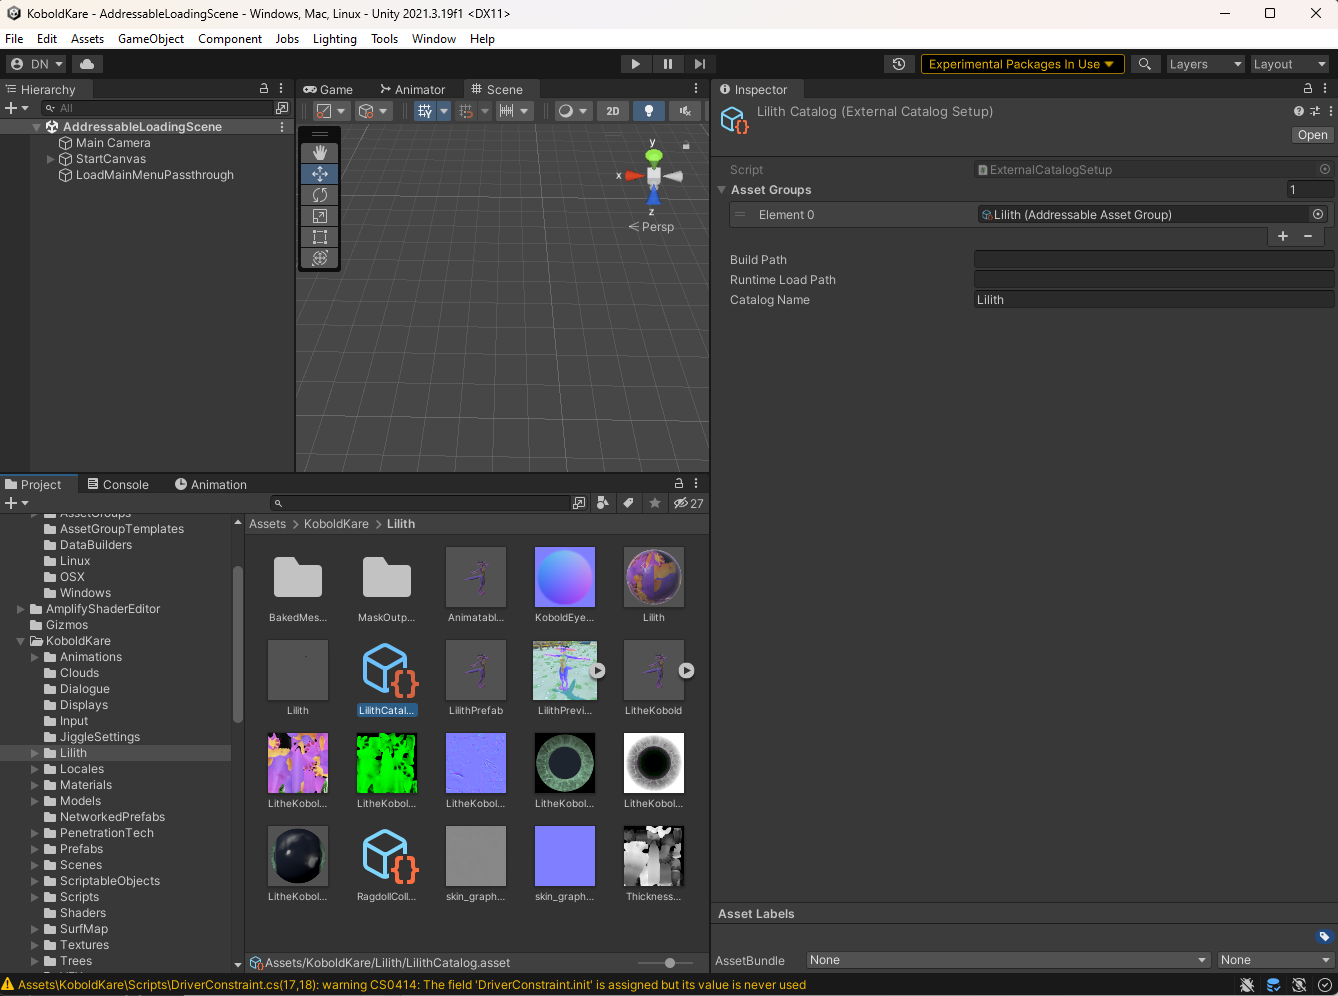 KoboldKare - AddressableLoadingScene - Windows, Mac, Linux - Unity 2021.3.19f1 <DX11>
File Edit Assets GameObject Component Jobs Lighting Tools Window Help
DN
Experimental Packages In Use
Layers
Layout
Hierarchy
All
AddressableLoadingScene
Main Camera
StartCanvas
LoadMainMenuPassthrough
Game
Animator
Scene
2D
y
x
z
Persp
Inspector
Lilith Catalog (External Catalog Setup)
Open
Script
ExternalCatalogSetup
Asset Groups
1
Element 0
Lilith (Addressable Asset Group)
Build Path
Runtime Load Path
Catalog Name
Lilith
Project
Console
Animation
27
AssetGroups
AssetGroupTemplates
DataBuilders
Linux
OSX
Windows
AmplifyShaderEditor
Gizmos
KoboldKare
Animations
Clouds
Dialogue
Displays
Input
JiggleSettings
Lilith
Locales
Materials
Models
NetworkedPrefabs
PenetrationTech
Prefabs
Scenes
ScriptableObjects
Scripts
Shaders
SurfMap
Textures
Trees
Assets > KoboldKare > Lilith
BakedMes...
MaskOutp...
Animatabl...
KoboldEye...
Lilith
Lilith
LilithCatal...
LilithPrefab
LilithPrevi...
LitheKobold
LitheKobol...
LitheKobol...
LitheKobol...
LitheKobol...
LitheKobol...
LitheKobol...
RagdollColl...
skin_graph...
skin_graph...
Thickness...
Assets/KoboldKare/Lilith/LilithCatalog.asset
Asset Labels
AssetBundle
None
None
Assets\KoboldKare\Scripts\DriverConstraint.cs(17,18): warning CS0414: The field 'DriverConstraint.init' is assigned but its value is never used